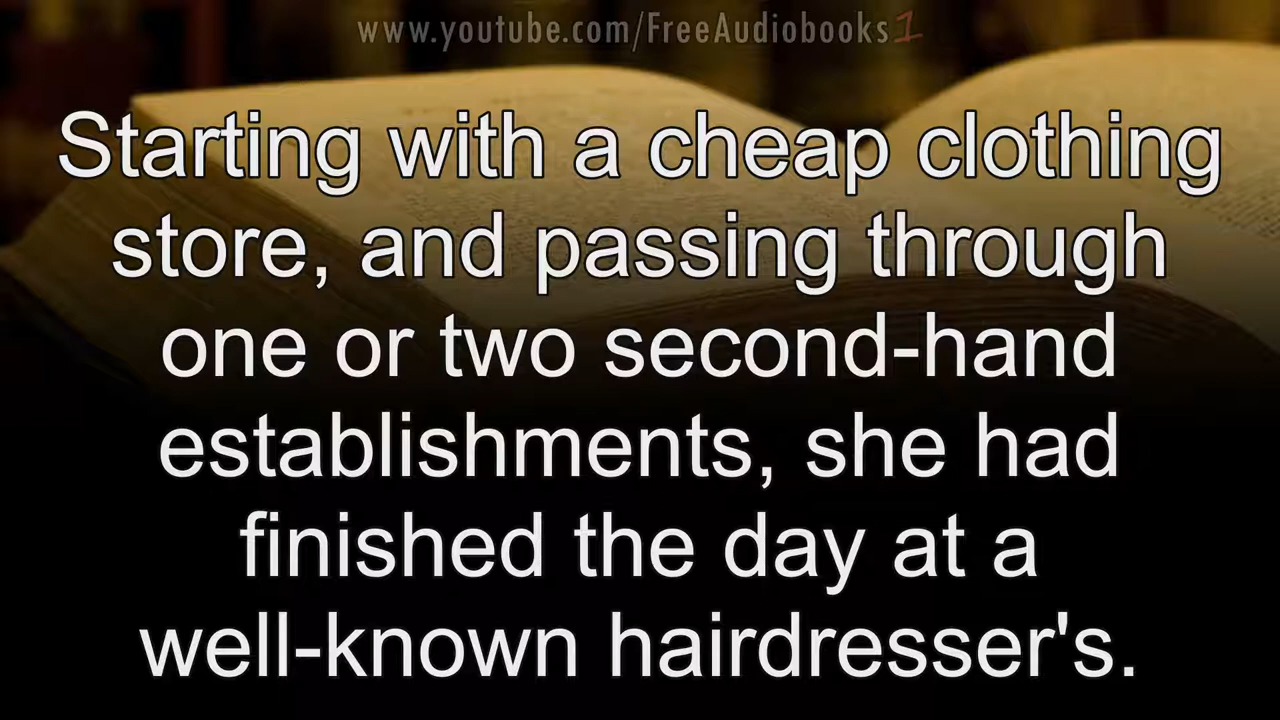 www.youtube.com/FreeAudiobooks1
Starting with a cheap clothing
store, and passing through
one or two second-hand
establishments, she had
finished the day at a
well-known hairdresser's.